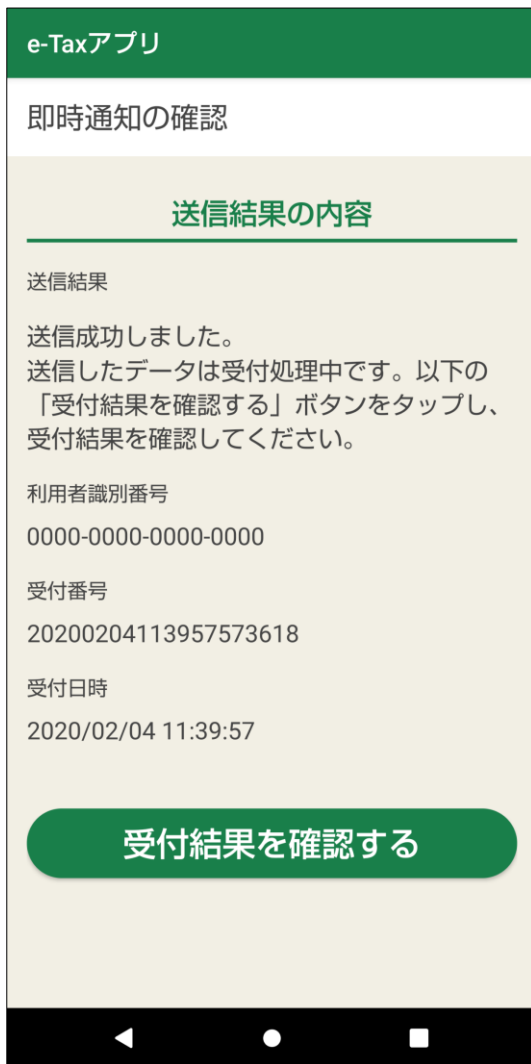 e-Taxアプリ
即時通知の確認
送信結果の内容
送信結果
送信成功しました。
送信したデータは受付処理中です。以下の
「受付結果を確認する」ボタンをタップし、
受付結果を確認してください。
利用者識別番号
0000-0000-0000-0000
受付番号
20200204113957573618
受付日時
2020/02/04 11:39:57
受付結果を確認する